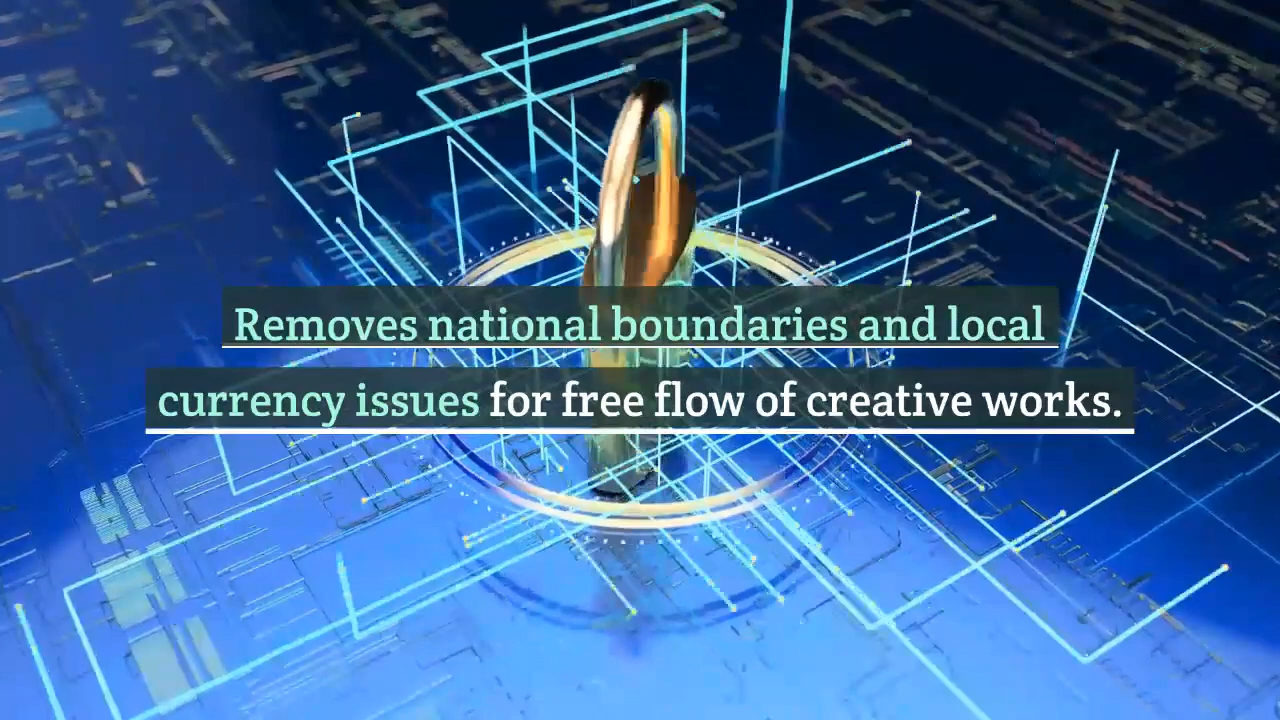 Removes national boundaries and local
currency issues for free flow of creative works.